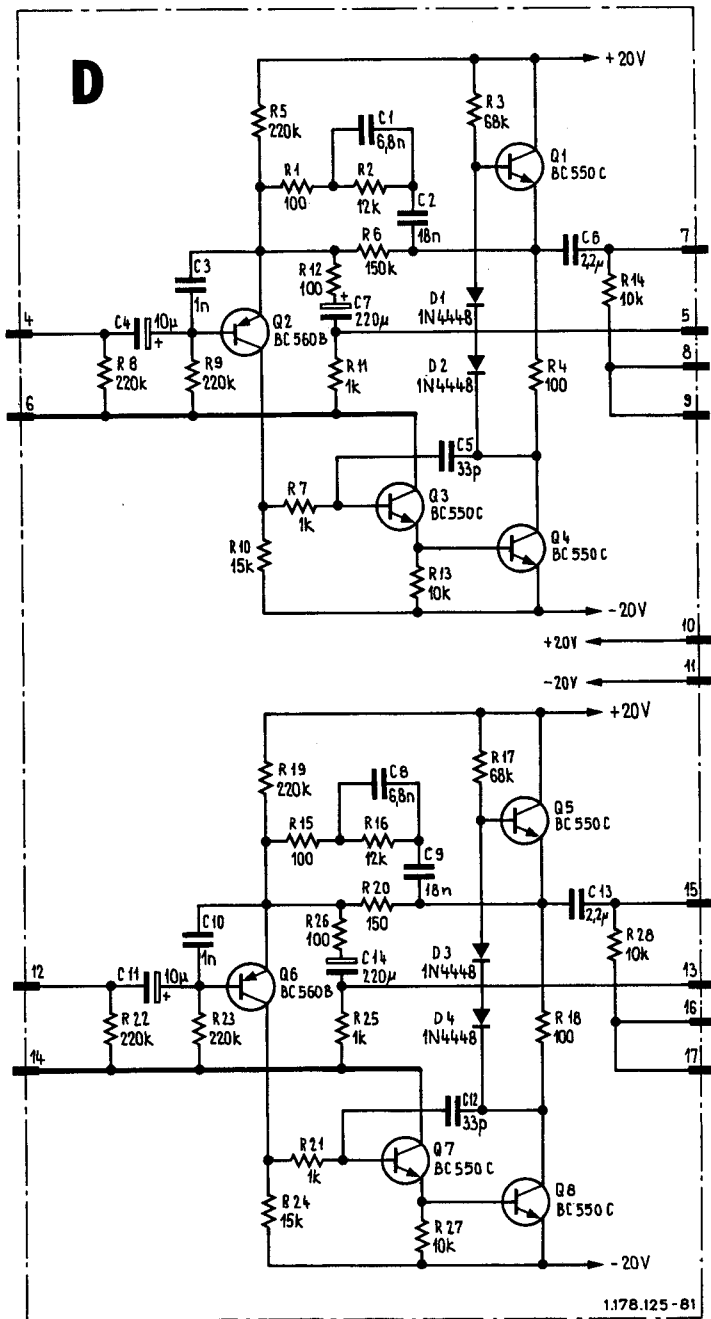 D
+20V
R5
220k
R3
68k
C1
6,8n
Q1
BC550C
R1
100
R2
12k
C2
18n
R6
150k
C3
1n
R12
100
C6
2,2µ
7
R14
10k
C7
+
220µ
D1
1N4448
4
C4
10µ
+
Q2
BC560B
5
R8
220k
R9
220k
R11
1k
D2
1N4448
R4
100
8
6
9
C5
33p
R7
1k
Q3
BC550C
R10
15k
R13
10k
Q4
BC550C
-20V
+20V
10
-20V
11
+20V
R19
220k
R17
68k
C8
6,8n
Q5
BC550C
R15
100
R16
12k
C9
18n
R20
150
C10
1n
R26
100
C13
2,2µ
15
R28
10k
C14
220µ
D3
1N4448
12
C11
10µ
+
Q6
BC560B
13
R22
220k
R23
220k
R25
1k
D4
1N4448
R18
100
16
14
17
C12
33p
R21
1k
Q7
BC550C
R24
15k
R27
10k
Q8
BC550C
-20V
1.178.125-81